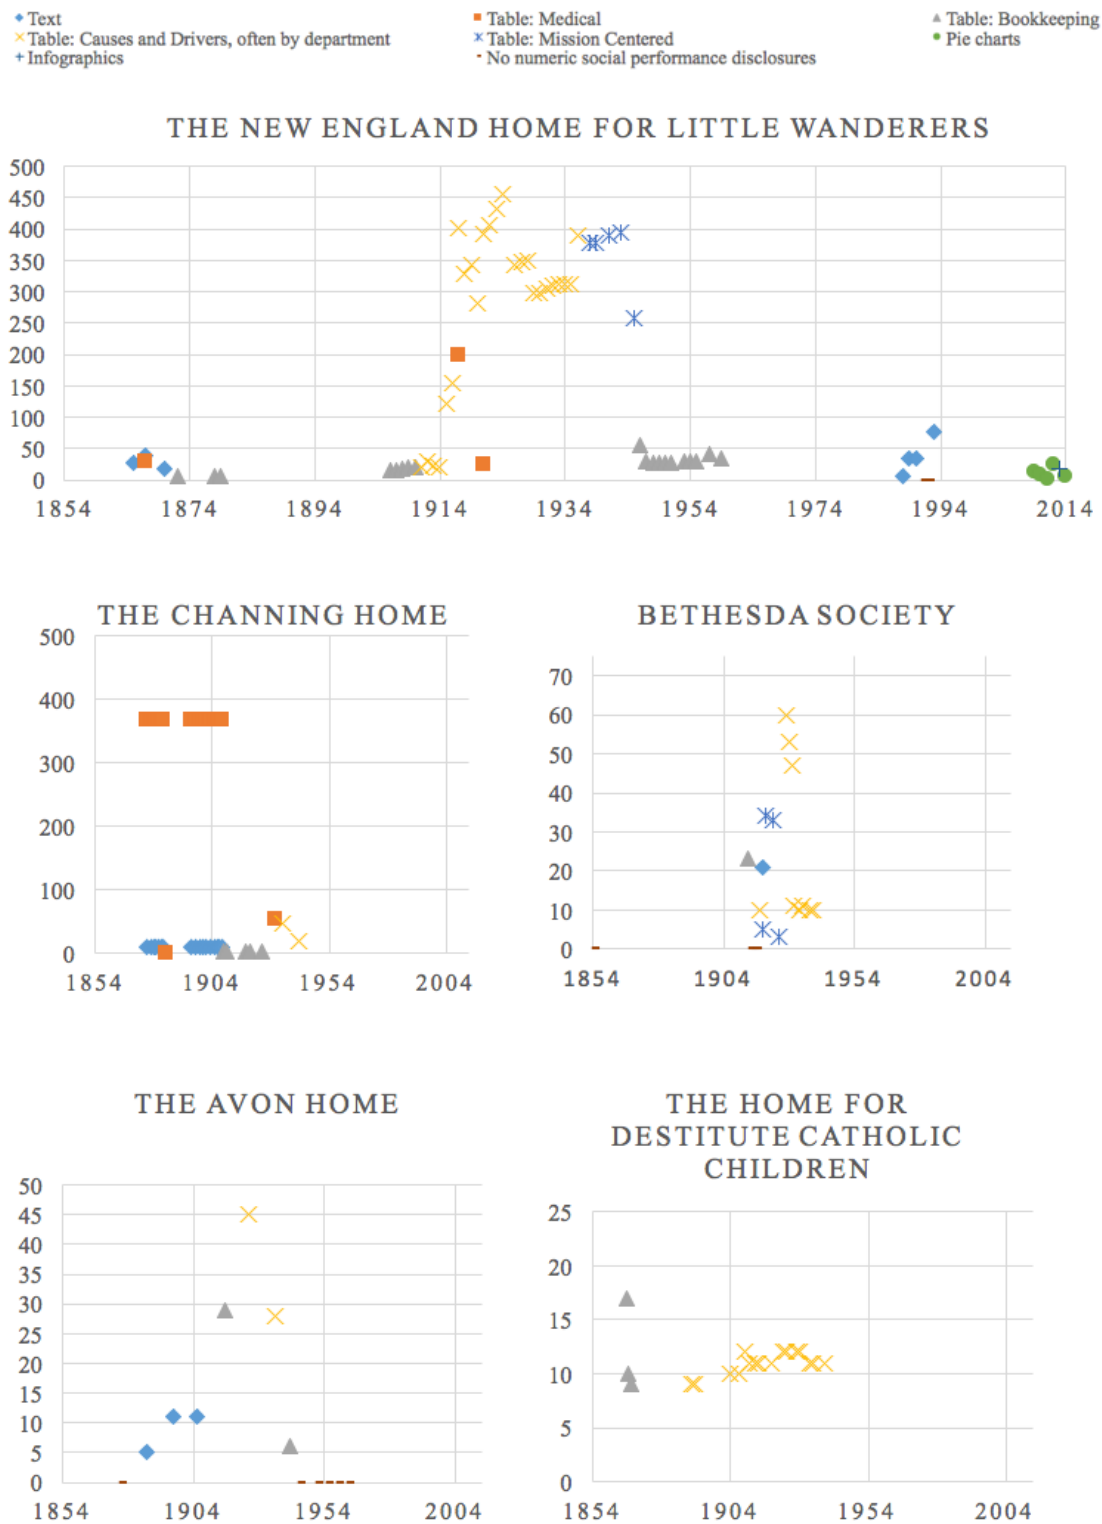 Text
Table: Medical
Table: Bookkeeping
Table: Causes and Drivers, often by department
Table: Mission Centered
Pie charts
Infographics
No numeric social performance disclosures
THE NEW ENGLAND HOME FOR LITTLE WANDERERS
500
450
400
350
300
250
200
150
100
50
0
1854 1874 1894 1914 1934 1954 1974 1994 2014
THE CHANNING HOME
500
400
300
200
100
0
1854 1904 1954 2004
BETHESDA SOCIETY
70
60
50
40
30
20
10
0
1854 1904 1954 2004
THE AVON HOME
50
45
40
35
30
25
20
15
10
5
0
1854 1904 1954 2004
THE HOME FOR
DESTITUTE CATHOLIC
CHILDREN
25
20
15
10
5
0
1854 1904 1954 2004